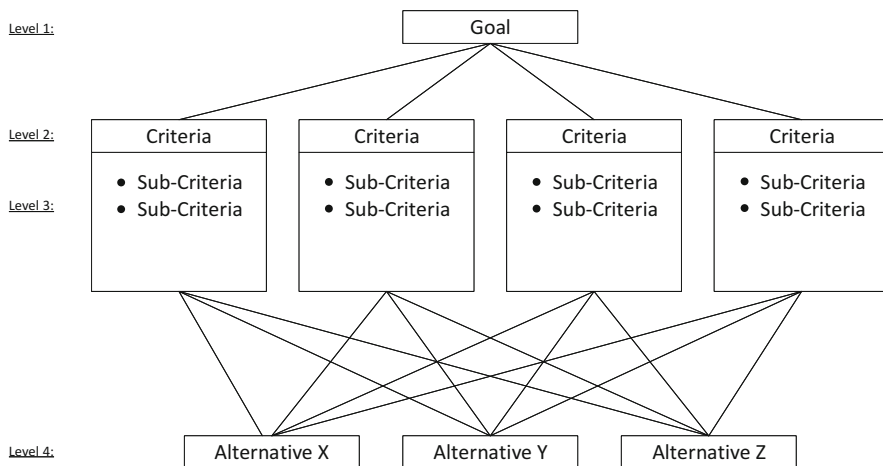 Level 1:
Goal
Level 2:
Criteria
Criteria
Criteria
Criteria
Level 3:
• Sub-Criteria
• Sub-Criteria
• Sub-Criteria
• Sub-Criteria
• Sub-Criteria
• Sub-Criteria
• Sub-Criteria
• Sub-Criteria
Level 4:
Alternative X
Alternative Y
Alternative Z